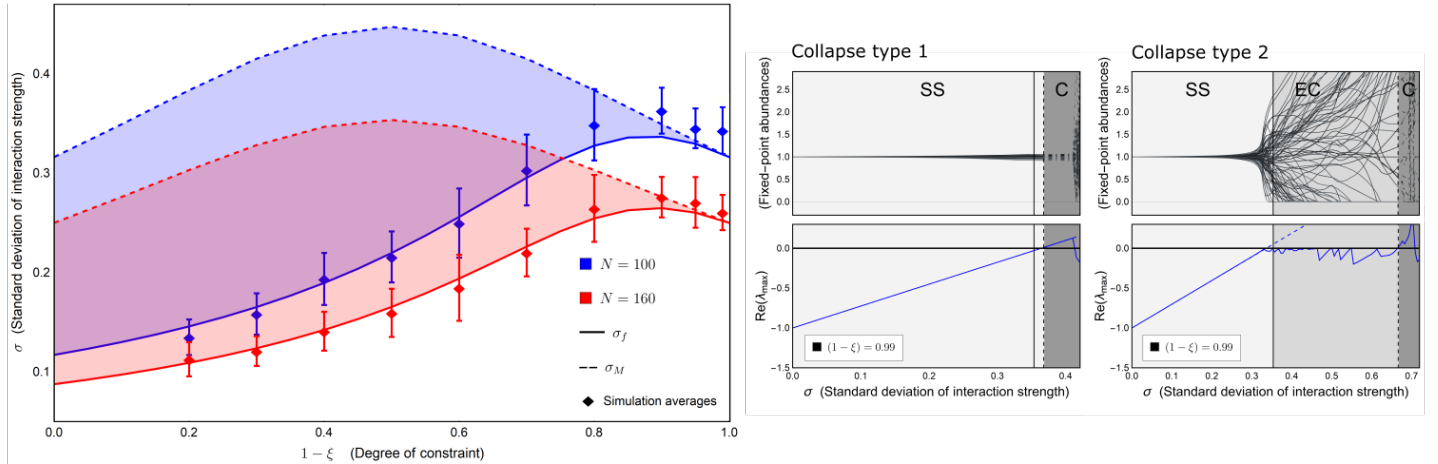 σ (Standard deviation of interaction strength)
0.4
0.3
0.2
0.1
N = 100
N = 160
σ_f
σ_M
Simulation averages
0.0 0.2 0.4 0.6 0.8 1.0
1 − ξ (Degree of constraint)
Collapse type 1
(Fixed−point abundances)
2.5
2.0
1.5
1.0
0.5
0.0
SS C
Re(λmax)
0.0
−0.5
−1.0
−1.5
(1 − ξ) = 0.99
0.0 0.1 0.2 0.3 0.4
σ (Standard deviation of interaction strength)
Collapse type 2
(Fixed−point abundances)
2.5
2.0
1.5
1.0
0.5
0.0
SS EC C
Re(λmax)
0.0
−0.5
−1.0
−1.5
(1 − ξ) = 0.99
0.0 0.1 0.2 0.3 0.4 0.5 0.6 0.7
σ (Standard deviation of interaction strength)